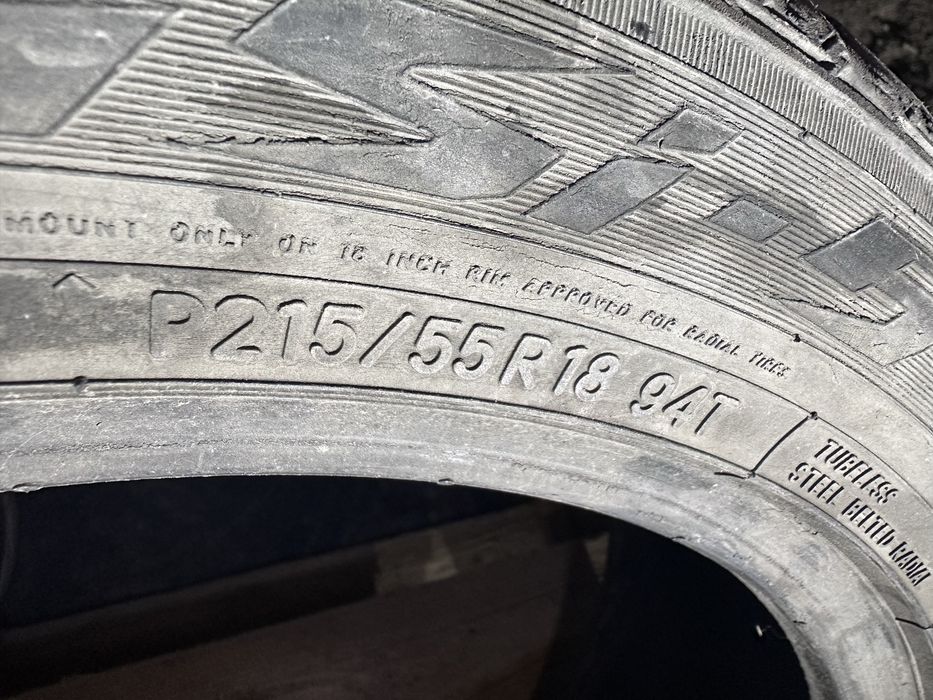 MOUNT ONLY ON 18 INCH RIM APPROVED FOR RADIAL TIRES
P215/55R18 94T
TUBELESS
STEEL BELTED RADIAL